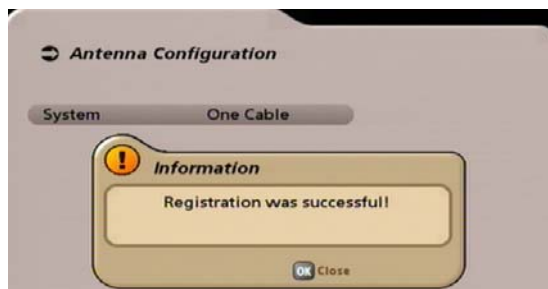 Antenna Configuration
System One Cable
Information
Registration was successful!
OK Close